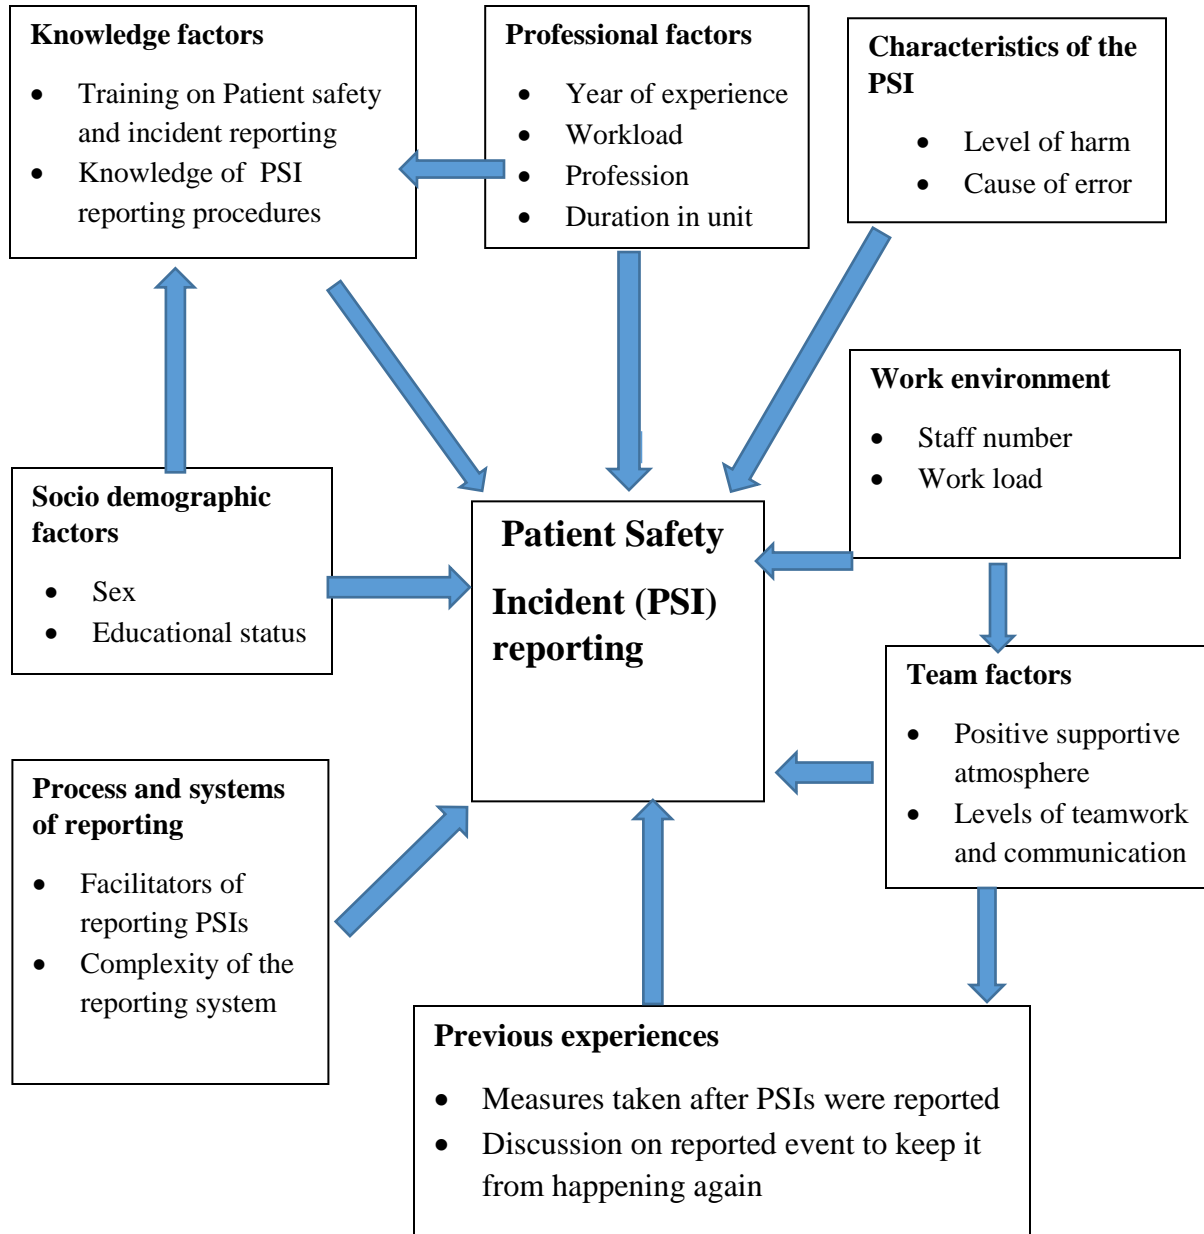 Knowledge factors
• Training on Patient safety
and incident reporting
• Knowledge of PSI
reporting procedures
Professional factors
• Year of experience
• Workload
• Profession
• Duration in unit
Characteristics of the
PSI
• Level of harm
• Cause of error
Work environment
• Staff number
• Work load
Socio demographic
factors
• Sex
• Educational status
Patient Safety
Incident (PSI)
reporting
Team factors
• Positive supportive
atmosphere
• Levels of teamwork
and communication
Process and systems
of reporting
• Facilitators of
reporting PSIs
• Complexity of the
reporting system
Previous experiences
• Measures taken after PSIs were reported
• Discussion on reported event to keep it
from happening again